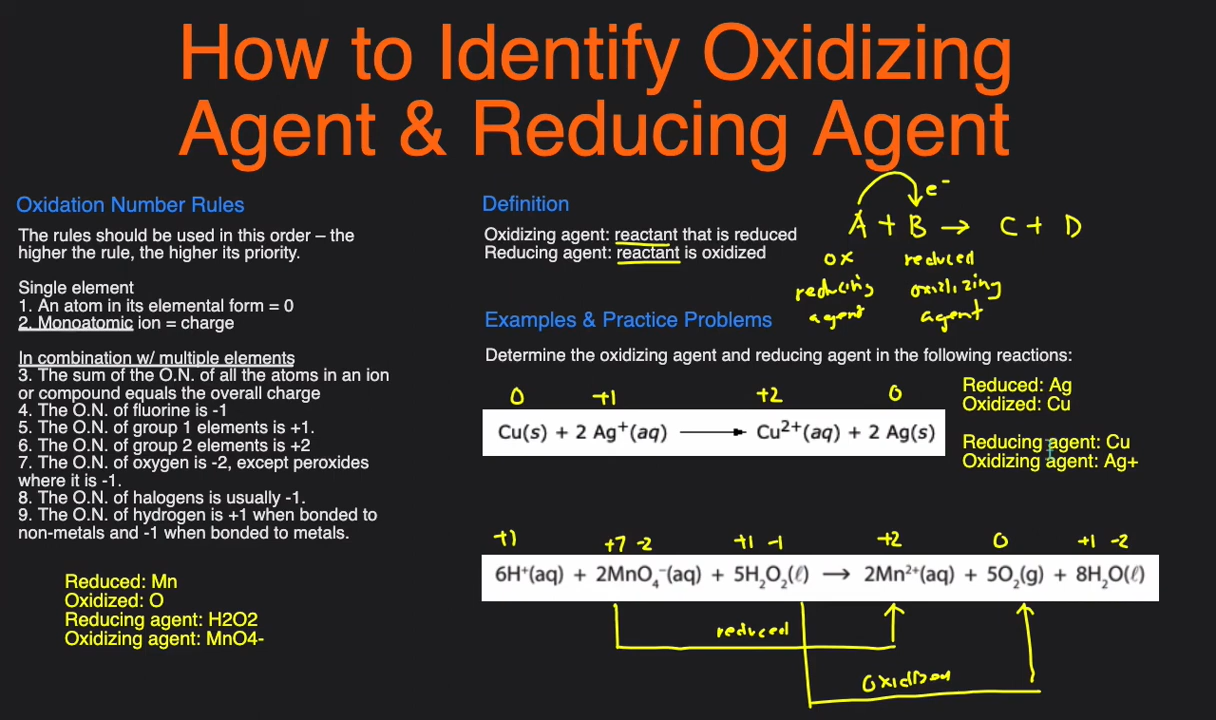 How to Identify Oxidizing
Agent & Reducing Agent
Oxidation Number Rules
The rules should be used in this order – the
higher the rule, the higher its priority.
Single element
1. An atom in its elemental form = 0
2. Monoatomic ion = charge
In combination w/ multiple elements
3. The sum of the O.N. of all the atoms in an ion
or compound equals the overall charge
4. The O.N. of fluorine is -1
5. The O.N. of group 1 elements is +1.
6. The O.N. of group 2 elements is +2
7. The O.N. of oxygen is -2, except peroxides
where it is -1.
8. The O.N. of halogens is usually -1.
9. The O.N. of hydrogen is +1 when bonded to
non-metals and -1 when bonded to metals.
Reduced: Mn
Oxidized: O
Reducing agent: H2O2
Oxidizing agent: MnO4-
Definition
Oxidizing agent: reactant that is reduced
Reducing agent: reactant is oxidized
e⁻
A + B → C + D
ox reduced
reducing oxidizing
agent agent
Examples & Practice Problems
Determine the oxidizing agent and reducing agent in the following reactions:
0 +1 +2 0
Cu(s) + 2 Ag⁺(aq) → Cu²⁺(aq) + 2 Ag(s)
Reduced: Ag
Oxidized: Cu
Reducing agent: Cu
Oxidizing agent: Ag+
+1 +7 -2 +1 -1 +2 0 +1 -2
6H⁺(aq) + 2MnO₄⁻(aq) + 5H₂O₂(ℓ) → 2Mn²⁺(aq) + 5O₂(g) + 8H₂O(ℓ)
reduced